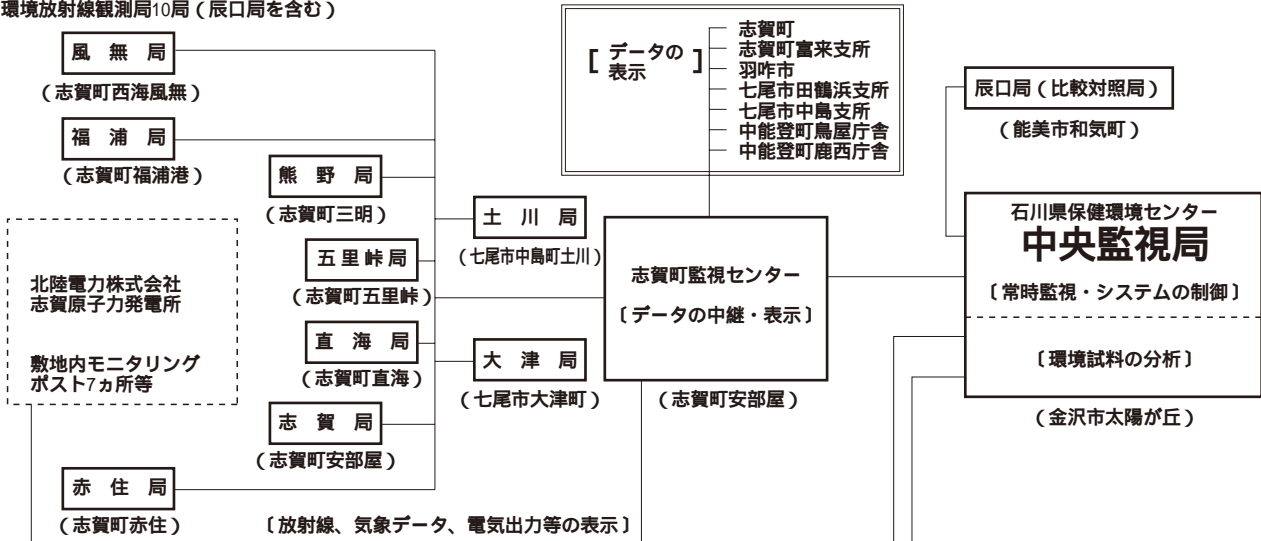 環境放射線観測局10局（辰口局を含む）
風無局
（志賀町西海風無）
福浦局
（志賀町福浦港）
熊野局
（志賀町三明）
五里峠局
（志賀町五里峠）
直海局
（志賀町直海）
志賀局
（志賀町安部屋）
赤住局
（志賀町赤住）
北陸電力株式会社
志賀原子力発電所
敷地内モニタリング
ポスト7ヵ所等
土川局
（七尾市中島町土川）
大津局
（七尾市大津町）
［データの
表示］
志賀町
志賀町富来支所
羽咋市
七尾市田鶴浜支所
七尾市中島支所
中能登町鳥屋庁舎
中能登町鹿西庁舎
志賀町監視センター
〔データの中継・表示〕
（志賀町安部屋）
辰口局（比較対照局）
（能美市和気町）
石川県保健環境センター
中央監視局
〔常時監視・システムの制御〕
〔環境試料の分析〕
（金沢市太陽が丘）
〔放射線、気象データ、電気出力等の表示〕